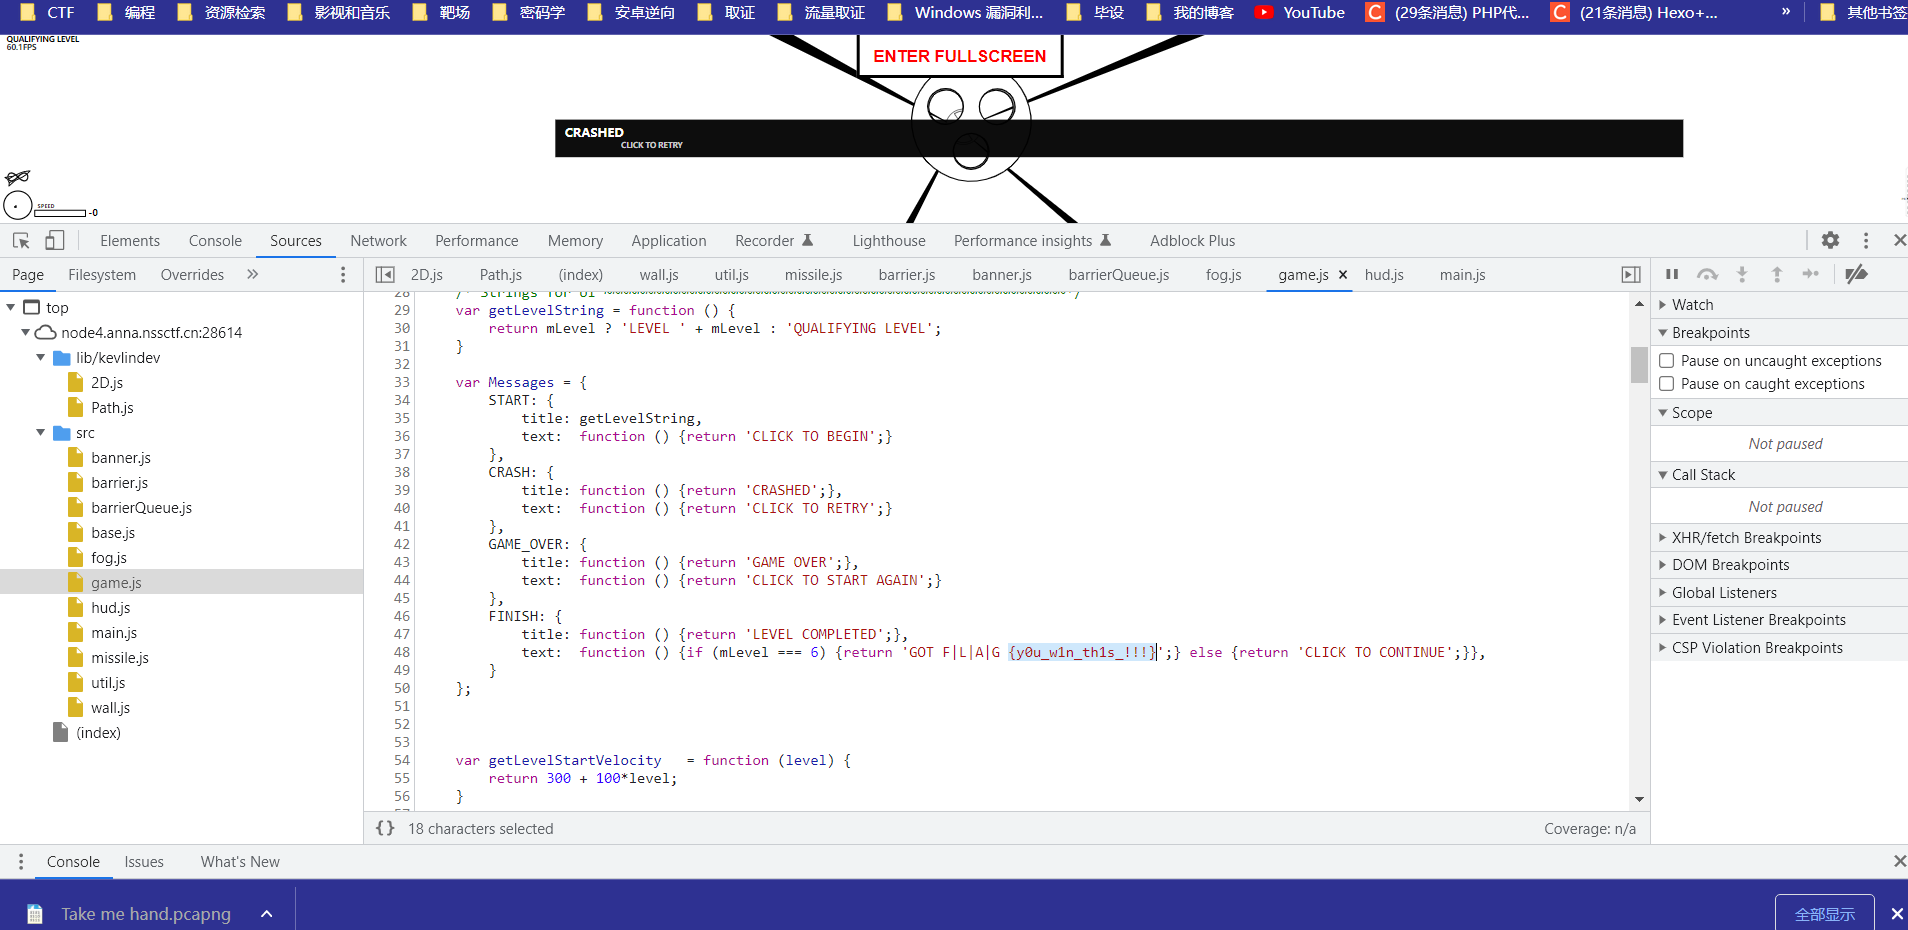 CTF 编程 资源检索 影视和音乐 靶场 密码学 安卓逆向 取证 流量取证 Windows 漏洞利... 毕设 我的博客 YouTube (29条消息) PHP代... (21条消息) Hexo+... » 其他书签
QUALIFYING LEVEL
60.1FPS
ENTER FULLSCREEN
CRASHED
CLICK TO RETRY
SPEED
-0
Elements Console Sources Network Performance Memory Application Recorder Lighthouse Performance insights Adblock Plus
Page Filesystem Overrides »
2D.js Path.js (index) wall.js util.js missile.js barrier.js banner.js barrierQueue.js fog.js game.js × hud.js main.js
top
node4.anna.nssctf.cn:28614
lib/kevlindev
2D.js
Path.js
src
banner.js
barrier.js
barrierQueue.js
base.js
fog.js
game.js
hud.js
main.js
missile.js
util.js
wall.js
(index)
29 var getLevelString = function () {
30 return mLevel ? 'LEVEL ' + mLevel : 'QUALIFYING LEVEL';
31 }
32
33 var Messages = {
34 START: {
35 title: getLevelString,
36 text: function () {return 'CLICK TO BEGIN';}
37 },
38 CRASH: {
39 title: function () {return 'CRASHED';},
40 text: function () {return 'CLICK TO RETRY';}
41 },
42 GAME_OVER: {
43 title: function () {return 'GAME OVER';},
44 text: function () {return 'CLICK TO START AGAIN';}
45 },
46 FINISH: {
47 title: function () {return 'LEVEL COMPLETED';},
48 text: function () {if (mLevel === 6) {return 'GOT F|L|A|G {y0u_w1n_th1s_!!!}';} else {return 'CLICK TO CONTINUE';}},
49 }
50 };
51
52
53
54 var getLevelStartVelocity = function (level) {
55 return 300 + 100*level;
56 }
{} 18 characters selected
Coverage: n/a
Watch
Breakpoints
Pause on uncaught exceptions
Pause on caught exceptions
Scope
Not paused
Call Stack
Not paused
XHR/fetch Breakpoints
DOM Breakpoints
Global Listeners
Event Listener Breakpoints
CSP Violation Breakpoints
Console Issues What's New
Take me hand.pcapng
全部显示